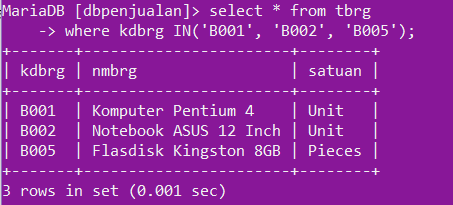 MariaDB [dbpenjualan]> select * from tbrg
    -> where kdbrg IN('B001', 'B002', 'B005');
+-------+-----------------------+--------+
| kdbrg | nmbrg                 | satuan |
+-------+-----------------------+--------+
| B001  | Komputer Pentium 4    | Unit   |
| B002  | Notebook ASUS 12 Inch | Unit   |
| B005  | Flasdisk Kingston 8GB | Pieces |
+-------+-----------------------+--------+
3 rows in set (0.001 sec)